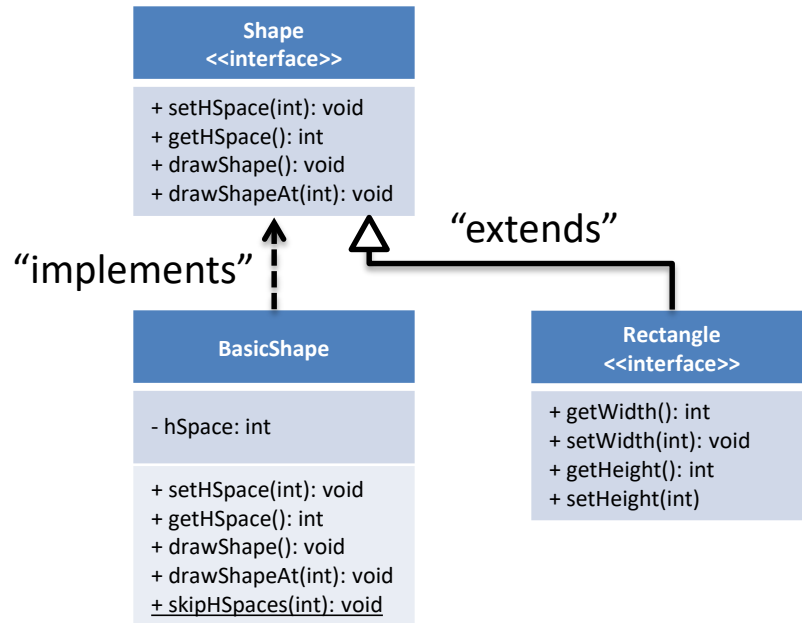 Shape
<<interface>>
+ setHSpace(int): void
+ getHSpace(): int
+ drawShape(): void
+ drawShapeAt(int): void
“implements”
“extends”
BasicShape
- hSpace: int
+ setHSpace(int): void
+ getHSpace(): int
+ drawShape(): void
+ drawShapeAt(int): void
+ skipHSpaces(int): void
Rectangle
<<interface>>
+ getWidth(): int
+ setWidth(int): void
+ getHeight(): int
+ setHeight(int)